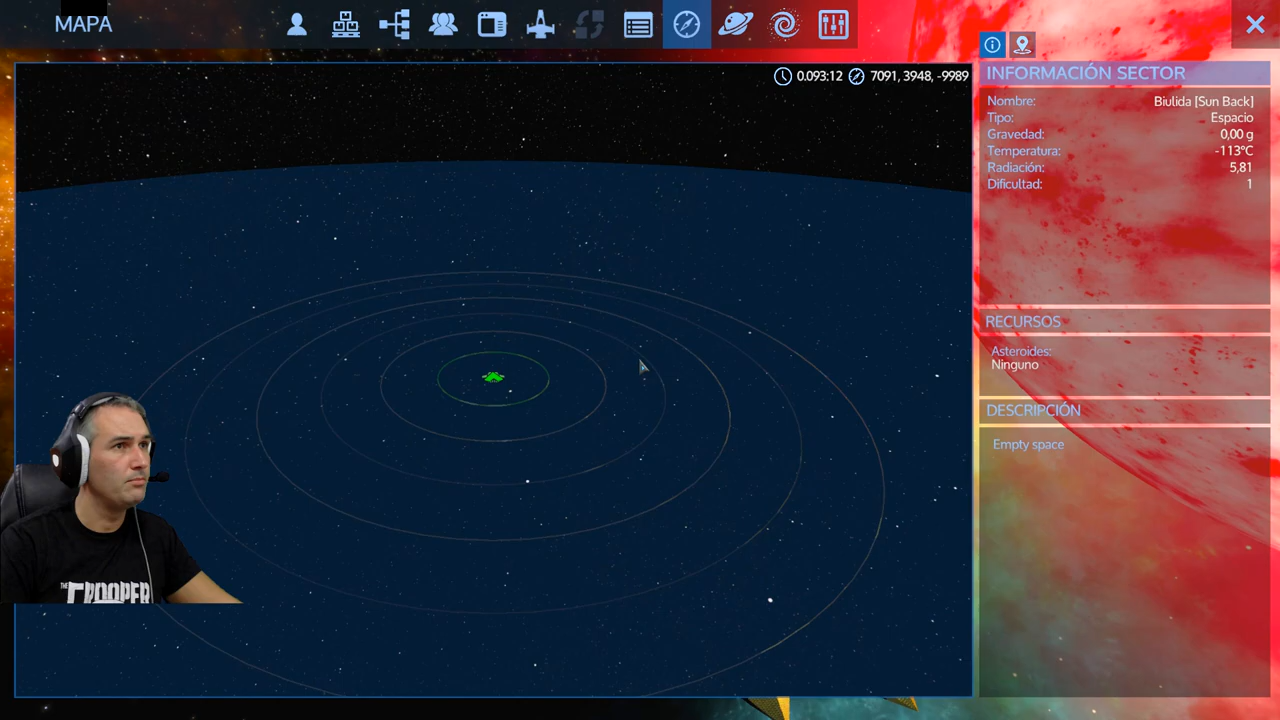 MAPA
0.093:12 7091, 3948, -9989
INFORMACIÓN SECTOR
Nombre: Biulida [Sun Back]
Tipo: Espacio
Gravedad: 0,00 g
Temperatura: -113°C
Radiación: 5,81
Dificultad: 1
RECURSOS
Asteroides:
Ninguno
DESCRIPCIÓN
Empty space
THE TROOPER